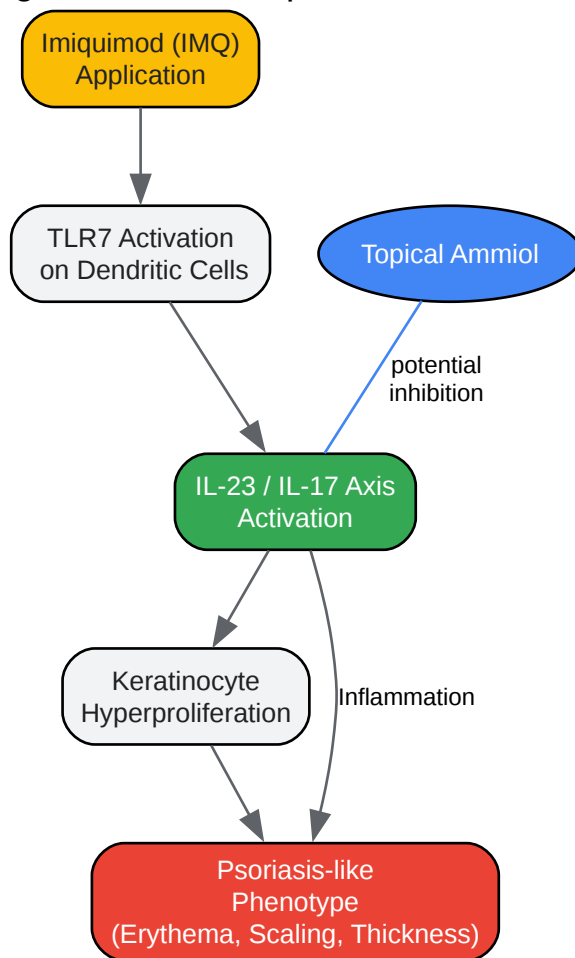 Imiquimod (IMQ)
Application
TLR7 Activation
on Dendritic Cells
Topical Ammiol
potential
inhibition
IL-23 / IL-17 Axis
Activation
Keratinocyte
Hyperproliferation
Inflammation
Psoriasis-like
Phenotype
(Erythema, Scaling, Thickness)